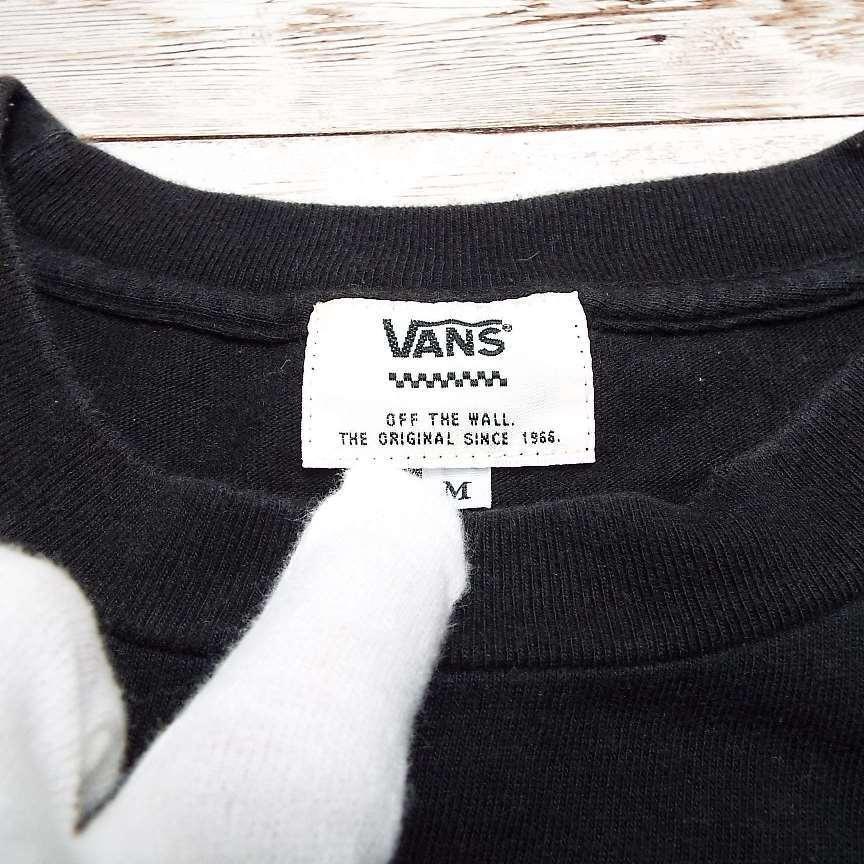 VANS®
OFF THE WALL.
THE ORIGINAL SINCE 1966.
M